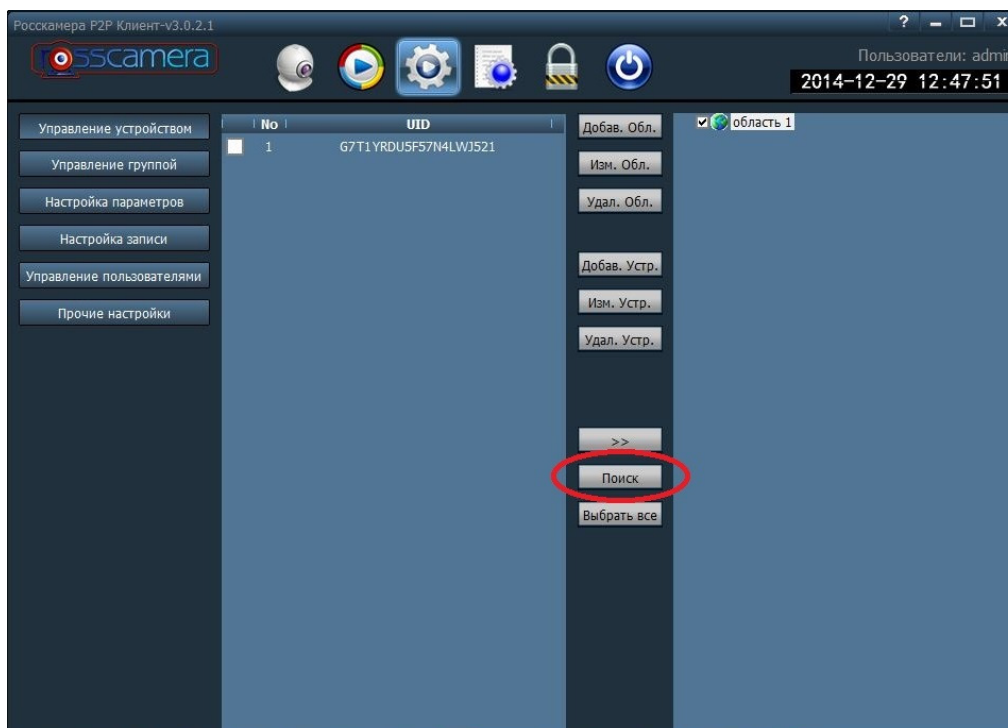 Росскамера P2P Клиент-v3.0.2.1
rosscamera
Пользователи: admin
2014-12-29 12:47:51
Управление устройством
Управление группой
Настройка параметров
Настройка записи
Управление пользователями
Прочие настройки
No UID
1 G7T1YRDU5F57N4LWJ521
Добав. Обл.
Изм. Обл.
Удал. Обл.
Добав. Устр.
Изм. Устр.
Удал. Устр.
>>
Поиск
Выбрать все
область 1